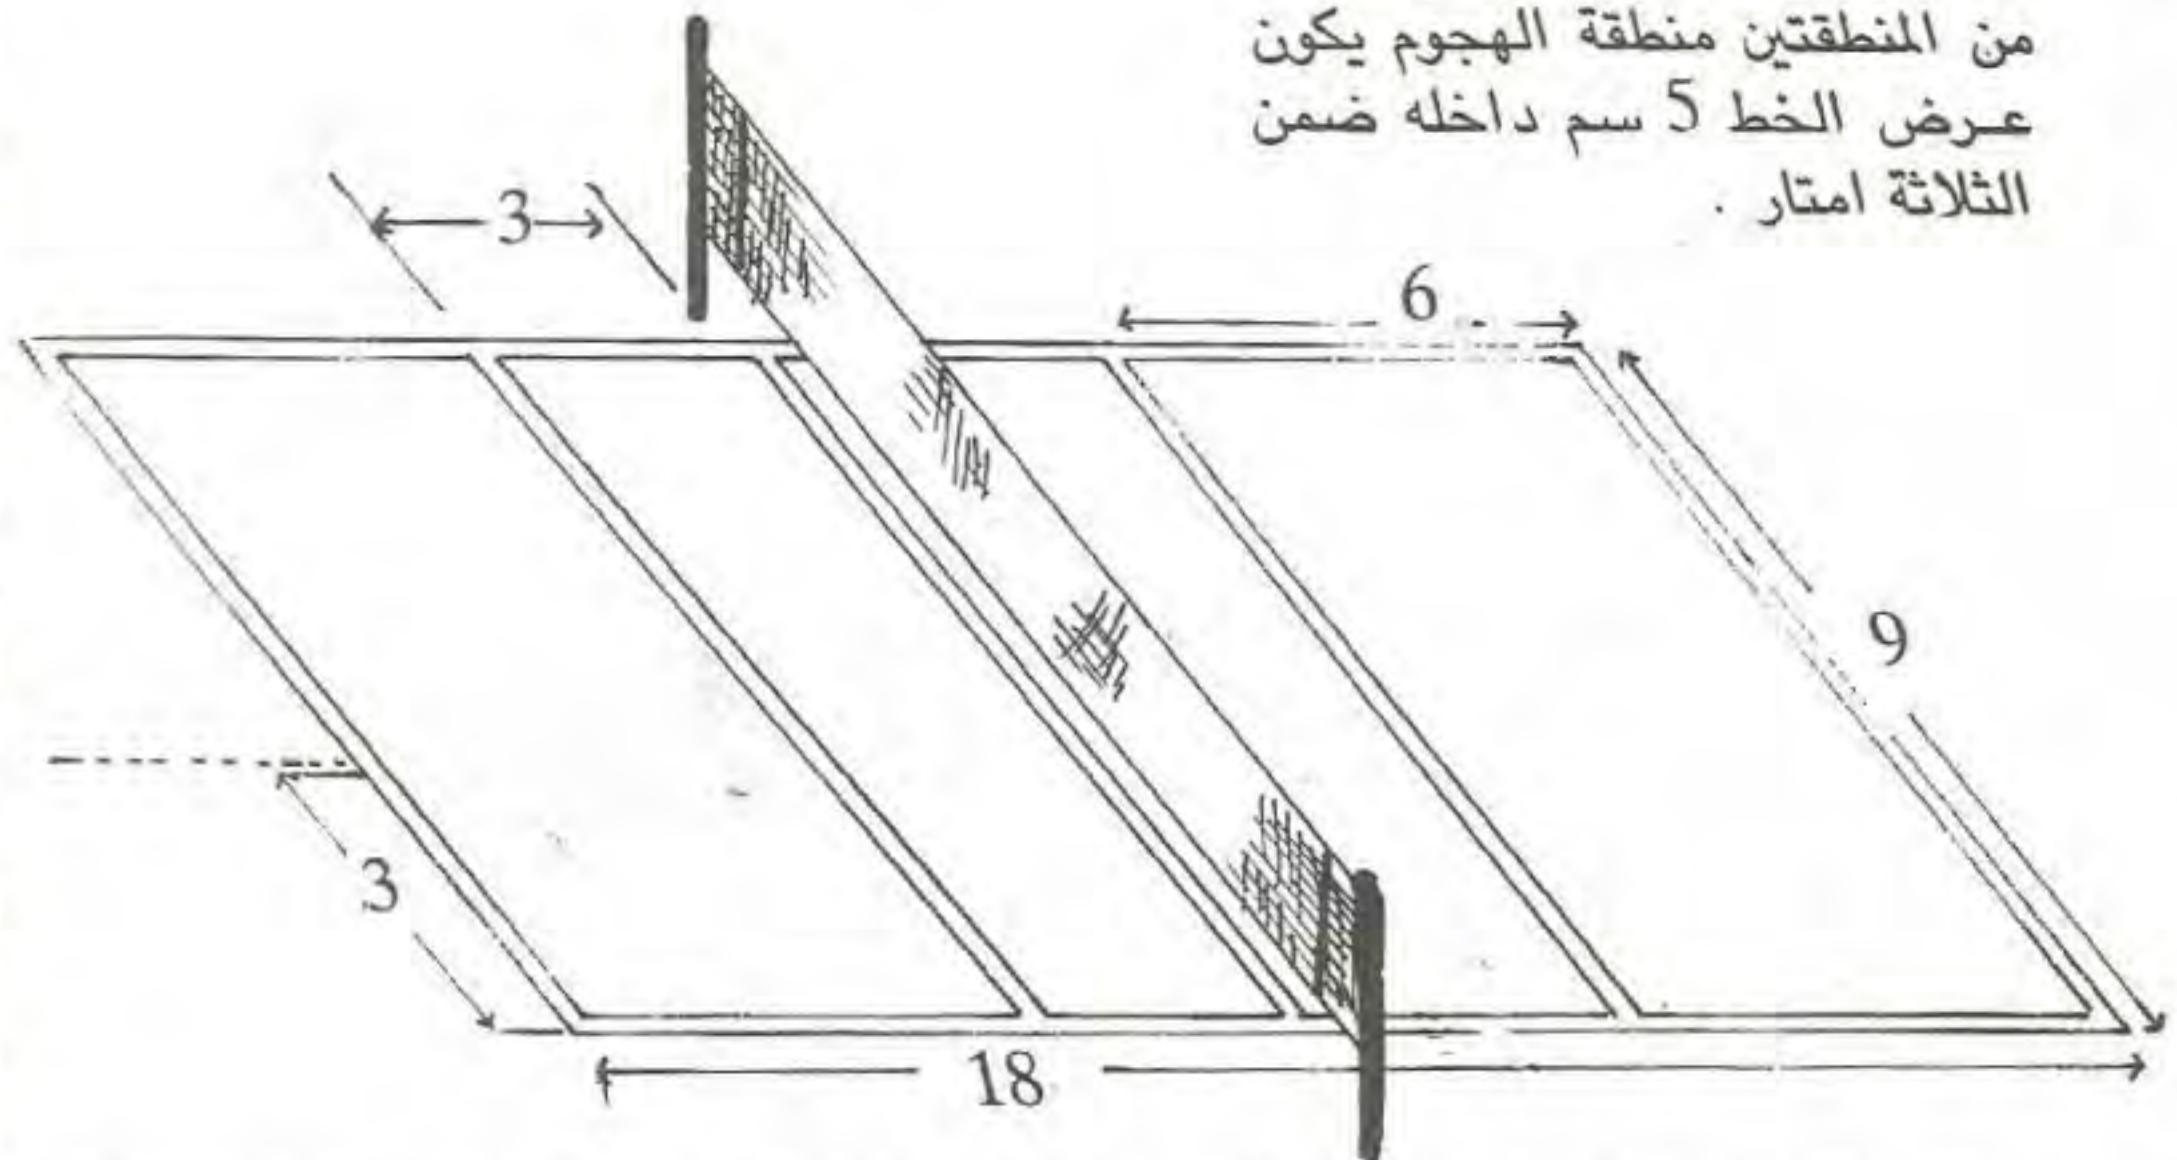 من المنطقتين منطقة الهجوم يكون
عرض الخط 5 سم داخله ضمن
الثلاثة امتار .
3
6
9
3
18